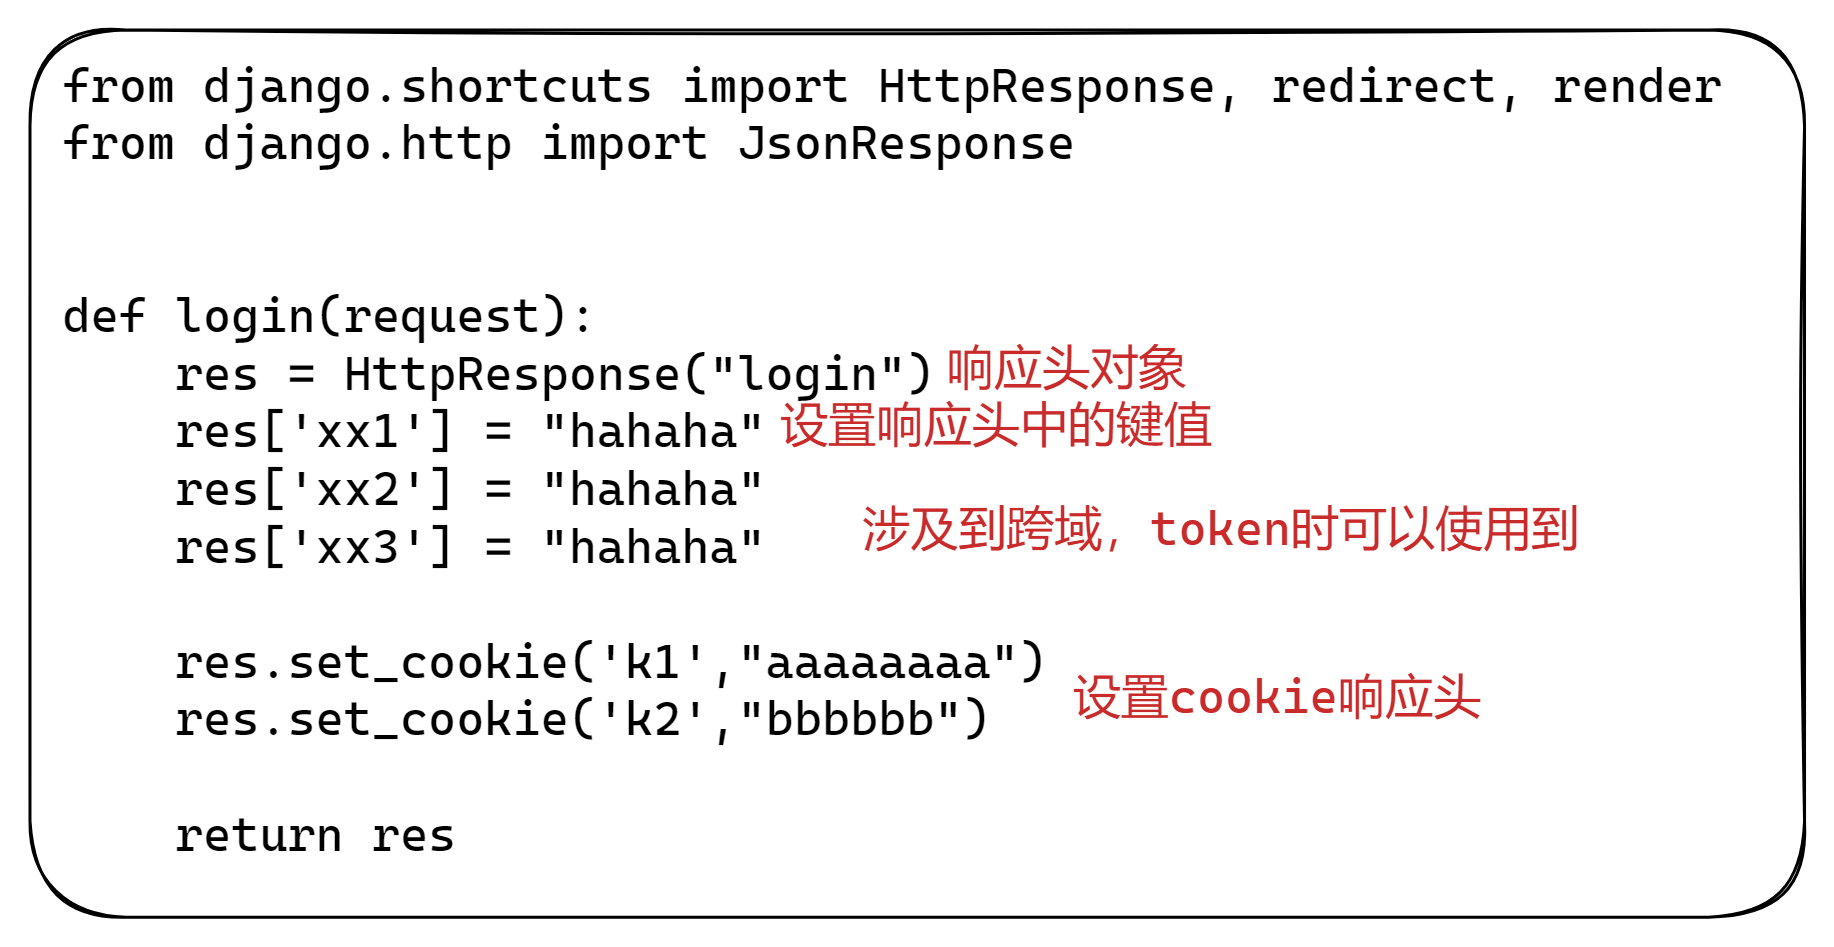 from django.shortcuts import HttpResponse, redirect, render
from django.http import JsonResponse
def login(request):
res = HttpResponse("login") 响应头对象
res['xx1'] = "hahaha" 设置响应头中的键值
res['xx2'] = "hahaha"
涉及到跨域，token时可以使用到
res['xx3'] = "hahaha"
res.set_cookie('k1',"aaaaaaaa")
设置cookie响应头
res.set_cookie('k2',"bbbbbb")
return res